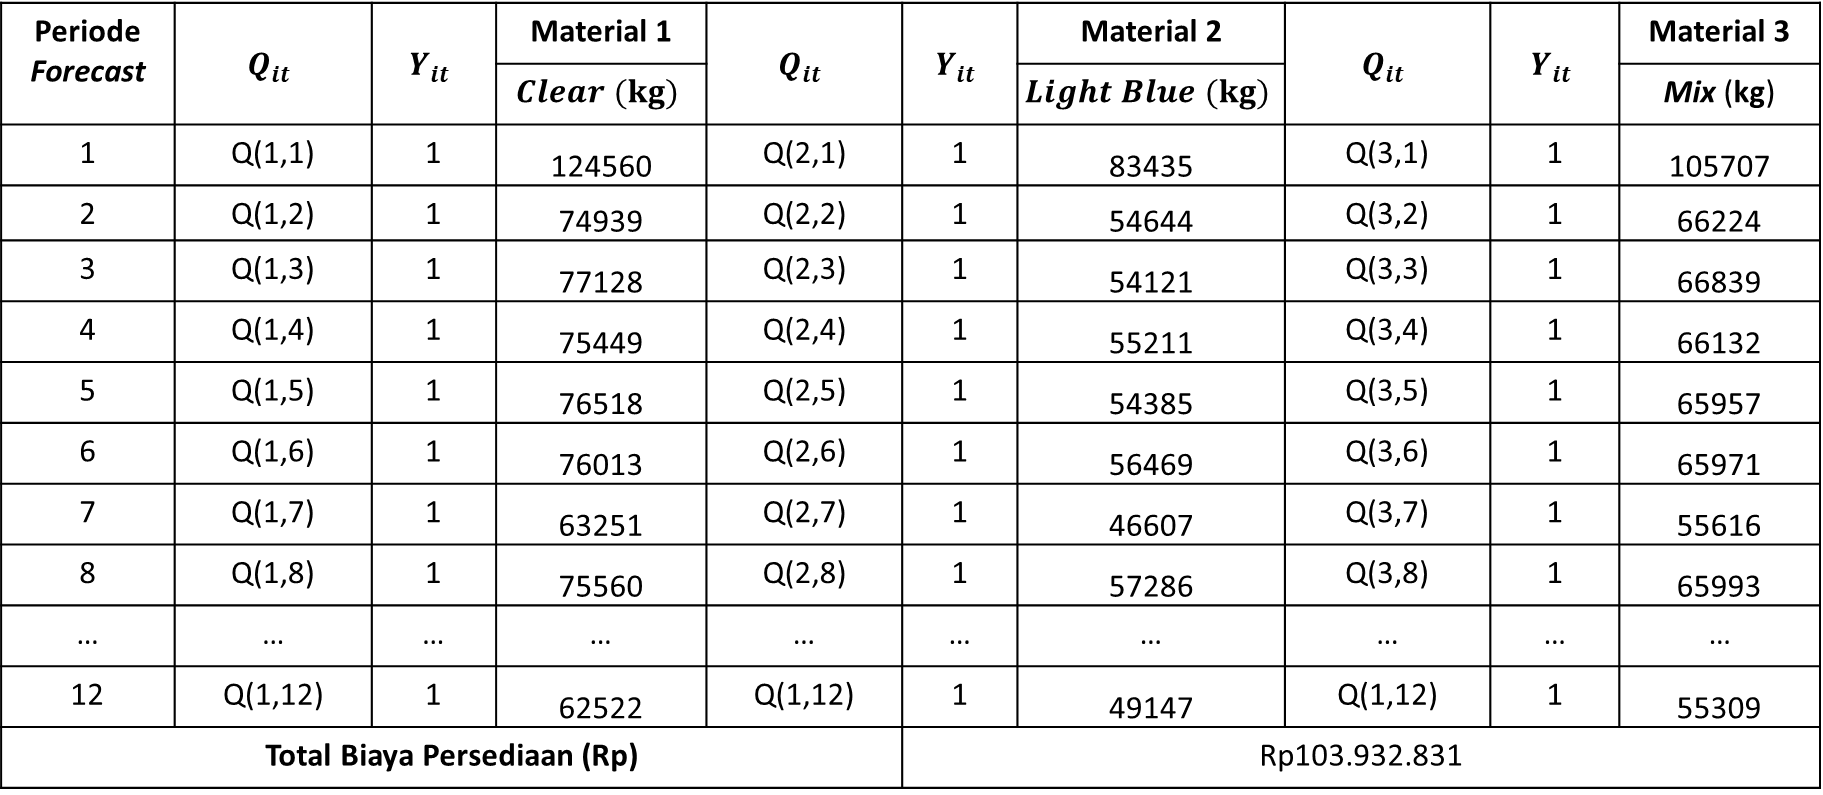 Periode Forecast Q_it Y_it Material 1 Clear (kg) Q_it Y_it Material 2 Light Blue (kg) Q_it Y_it Material 3 Mix (kg)
1 Q(1,1) 1 124560 Q(2,1) 1 83435 Q(3,1) 1 105707
2 Q(1,2) 1 74939 Q(2,2) 1 54644 Q(3,2) 1 66224
3 Q(1,3) 1 77128 Q(2,3) 1 54121 Q(3,3) 1 66839
4 Q(1,4) 1 75449 Q(2,4) 1 55211 Q(3,4) 1 66132
5 Q(1,5) 1 76518 Q(2,5) 1 54385 Q(3,5) 1 65957
6 Q(1,6) 1 76013 Q(2,6) 1 56469 Q(3,6) 1 65971
7 Q(1,7) 1 63251 Q(2,7) 1 46607 Q(3,7) 1 55616
8 Q(1,8) 1 75560 Q(2,8) 1 57286 Q(3,8) 1 65993
... ... ... ... ... ... ... ... ... ...
12 Q(1,12) 1 62522 Q(1,12) 1 49147 Q(1,12) 1 55309
Total Biaya Persediaan (Rp) Rp103.932.831